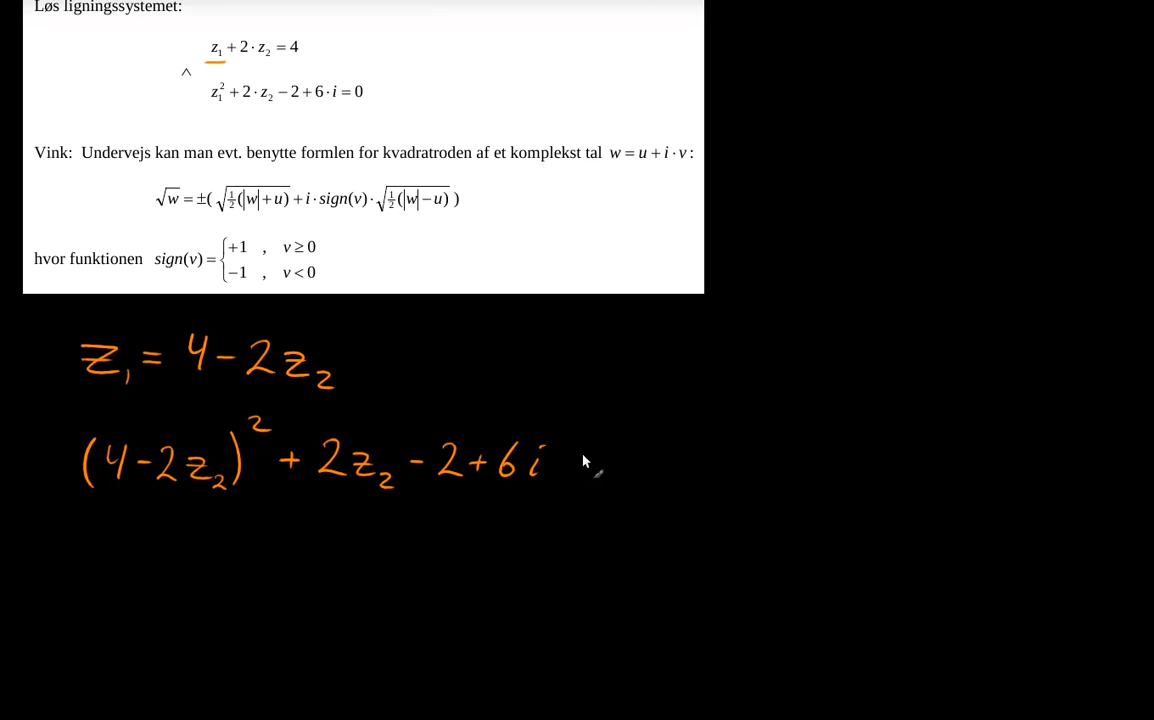 Løs ligningssystemet:
z₁ + 2 · z₂ = 4
∧
z₁² + 2 · z₂ − 2 + 6 · i = 0
Vink: Undervejs kan man evt. benytte formlen for kvadratroden af et komplekst tal w = u + i · v :
√w = ±( √(½(|w| + u)) + i · sign(v) · √(½(|w| − u)) )
hvor funktionen sign(v) = { +1 , v ≥ 0
−1 , v < 0
z₁ = 4 − 2z₂
(4 − 2z₂)² + 2z₂ − 2 + 6i